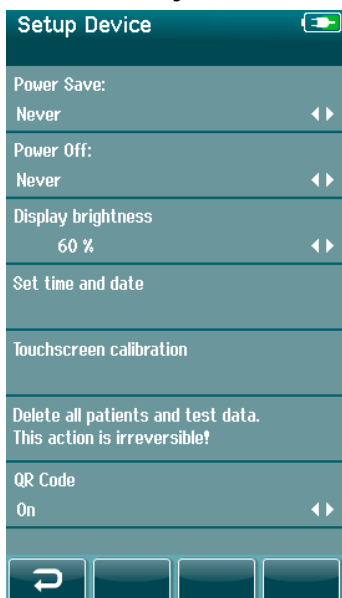 Setup Device
Power Save:
Never
Power Off:
Never
Display brightness
60 %
Set time and date
Touchscreen calibration
Delete all patients and test data.
This action is irreversible!
QR Code
On